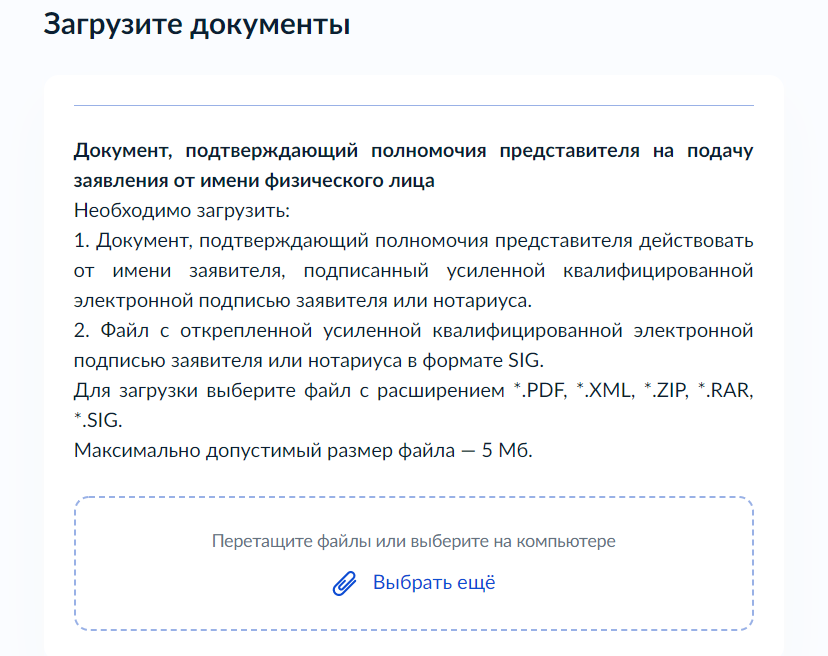 Загрузите документы
Документ, подтверждающий полномочия представителя на подачу
заявления от имени физического лица
Необходимо загрузить:
1. Документ, подтверждающий полномочия представителя действовать
от имени заявителя, подписанный усиленной квалифицированной
электронной подписью заявителя или нотариуса.
2. Файл с открепленной усиленной квалифицированной электронной
подписью заявителя или нотариуса в формате SIG.
Для загрузки выберите файл с расширением *.PDF, *.XML, *.ZIP, *.RAR,
*.SIG.
Максимально допустимый размер файла — 5 Мб.
Перетащите файлы или выберите на компьютере
Выбрать ещё